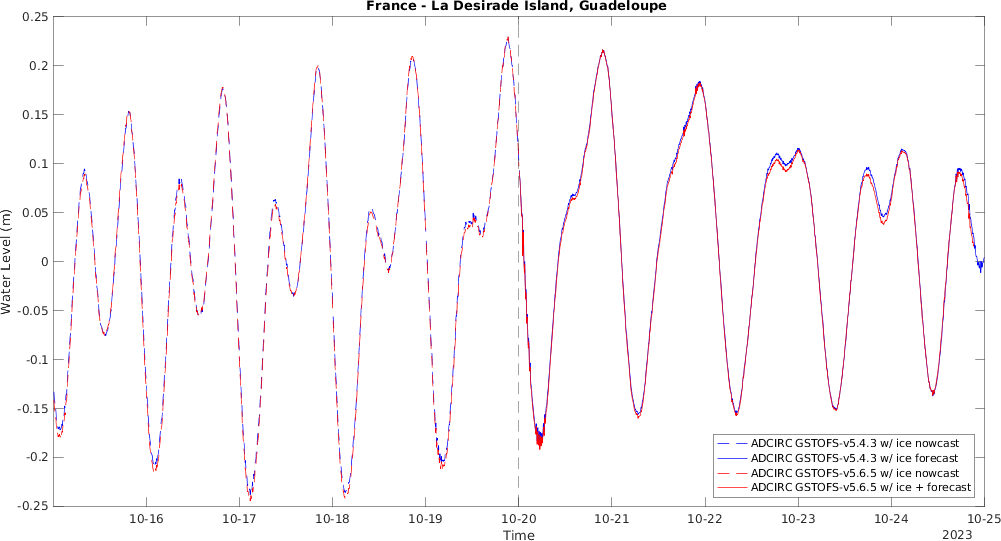 France - La Desirade Island, Guadeloupe
0.25
0.2
0.15
0.1
0.05
0
-0.05
-0.1
-0.15
-0.2
-0.25
Water Level (m)
ADCIRC GSTOFS-v5.4.3 w/ ice nowcast
ADCIRC GSTOFS-v5.4.3 w/ ice forecast
ADCIRC GSTOFS-v5.6.5 w/ ice nowcast
ADCIRC GSTOFS-v5.6.5 w/ ice + forecast
10-16 10-17 10-18 10-19 10-20 10-21 10-22 10-23 10-24 10-25
Time
2023